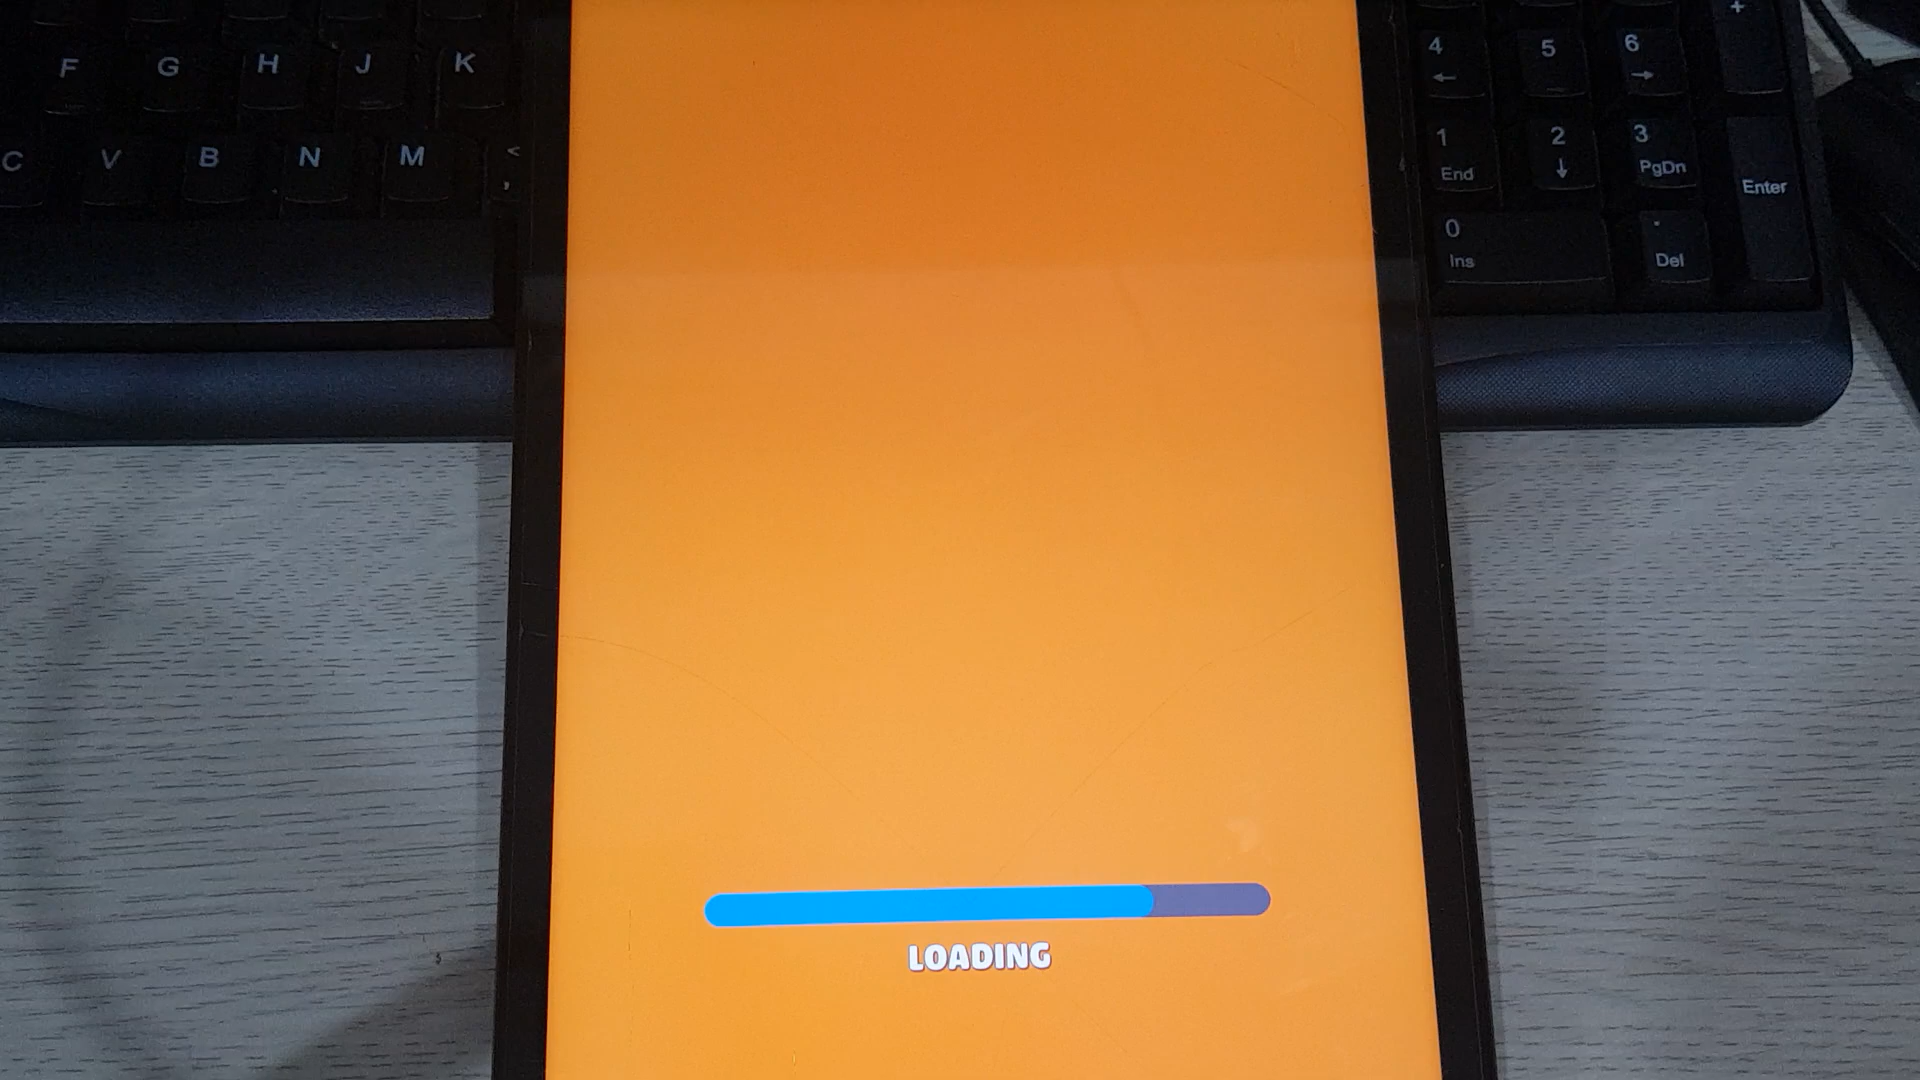 F G H J K
C V B N M <
,
+
4 5 6
← →
1 2 3
End ↓ PgDn
Enter
0 .
Ins Del
LOADING